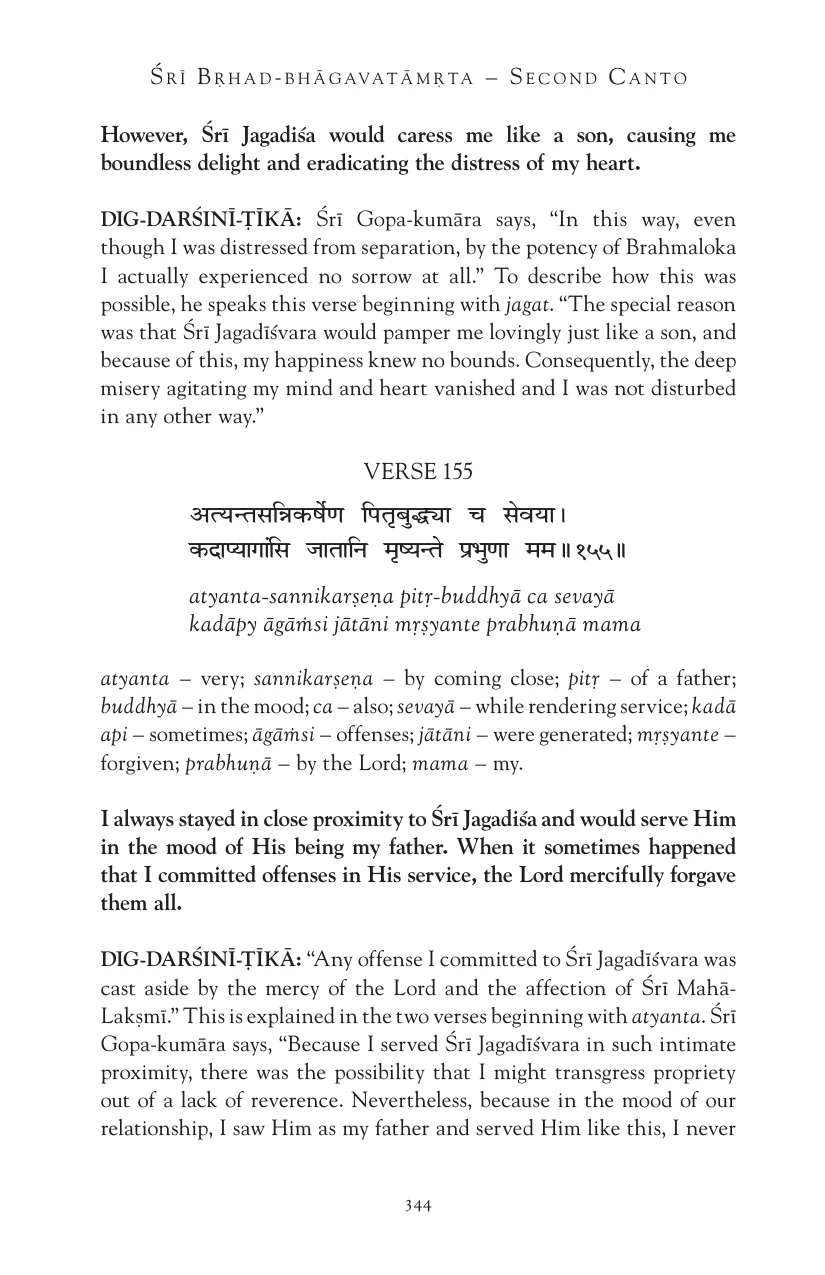 ŚRĪ BṚHAD-BHĀGAVATĀMṚTA – SECOND CANTO
However, Śrī Jagadiśa would caress me like a son, causing me
boundless delight and eradicating the distress of my heart.
DIG-DARŚINĪ-ṬĪKĀ: Śrī Gopa-kumāra says, “In this way, even
though I was distressed from separation, by the potency of Brahmaloka
I actually experienced no sorrow at all.” To describe how this was
possible, he speaks this verse beginning with jagat. “The special reason
was that Śrī Jagadīśvara would pamper me lovingly just like a son, and
because of this, my happiness knew no bounds. Consequently, the deep
misery agitating my mind and heart vanished and I was not disturbed
in any other way.”
VERSE 155
अत्यन्तसन्निकर्षेण पितृबुद्ध्या च सेवया।
कदाप्यागांसि जातानि मृष्यन्ते प्रभुणा मम॥१५५॥
atyanta-sannikarṣeṇa pitṛ-buddhyā ca sevayā
kadāpy āgāṁsi jātāni mṛṣyante prabhuṇā mama
atyanta – very; sannikarṣeṇa – by coming close; pitṛ – of a father;
buddhyā – in the mood; ca – also; sevayā – while rendering service; kadā
api – sometimes; āgāṁsi – offenses; jātāni – were generated; mṛṣyante –
forgiven; prabhuṇā – by the Lord; mama – my.
I always stayed in close proximity to Śrī Jagadiśa and would serve Him
in the mood of His being my father. When it sometimes happened
that I committed offenses in His service, the Lord mercifully forgave
them all.
DIG-DARŚINĪ-ṬĪKĀ: “Any offense I committed to Śrī Jagadīśvara was
cast aside by the mercy of the Lord and the affection of Śrī Mahā-
Lakṣmī.” This is explained in the two verses beginning with atyanta. Śrī
Gopa-kumāra says, “Because I served Śrī Jagadīśvara in such intimate
proximity, there was the possibility that I might transgress propriety
out of a lack of reverence. Nevertheless, because in the mood of our
relationship, I saw Him as my father and served Him like this, I never
344